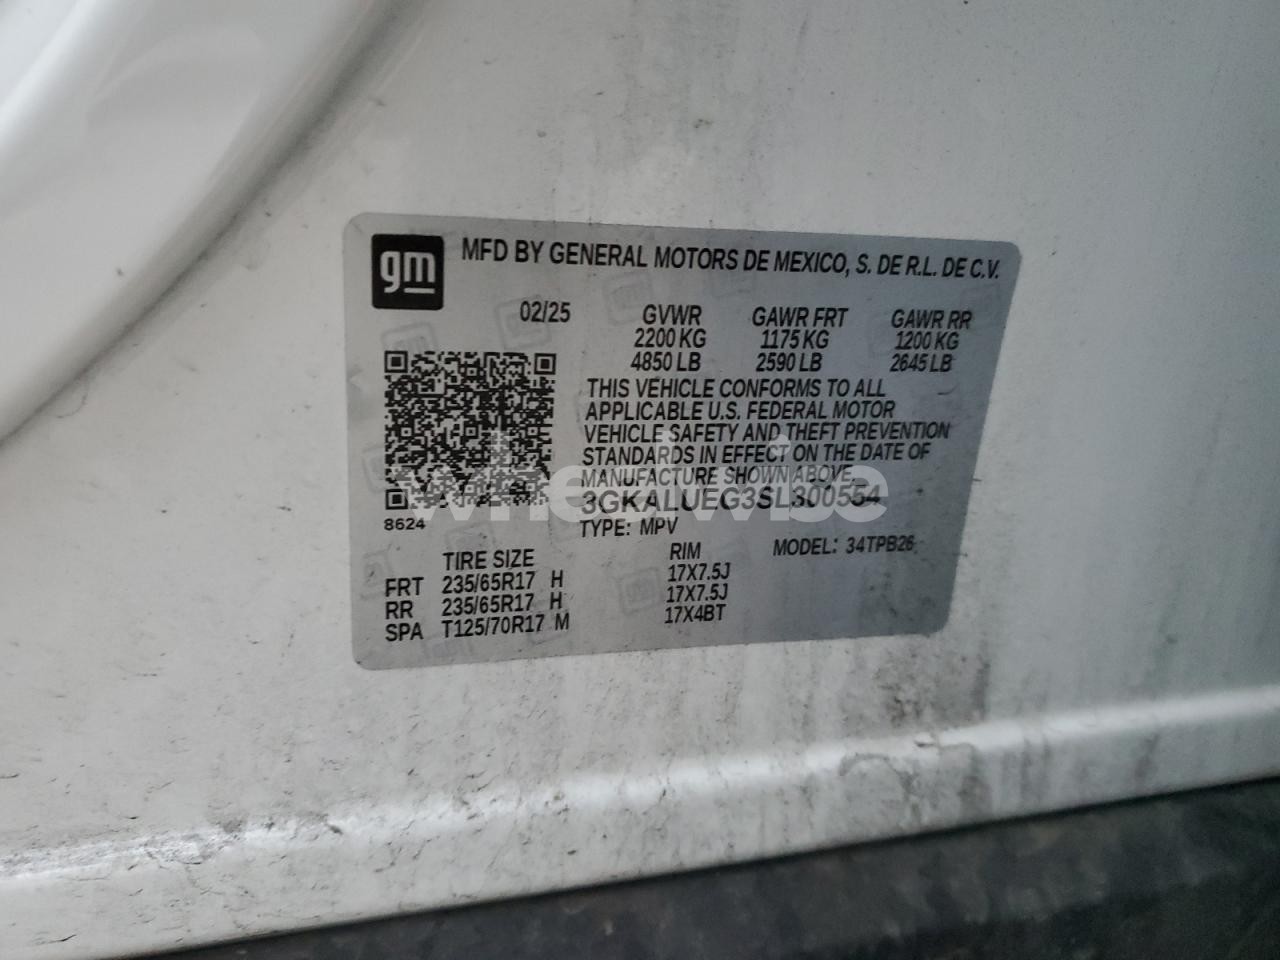 gm MFD BY GENERAL MOTORS DE MEXICO, S. DE R.L. DE C.V.
02/25 GVWR GAWR FRT GAWR RR
2200 KG 1175 KG 1200 KG
4850 LB 2590 LB 2645 LB
THIS VEHICLE CONFORMS TO ALL
APPLICABLE U.S. FEDERAL MOTOR
VEHICLE SAFETY AND THEFT PREVENTION
STANDARDS IN EFFECT ON THE DATE OF
MANUFACTURE SHOWN ABOVE.
3GKALUEG3SL300554
wheelwise
8624
TYPE: MPV MODEL: 34TPB26
TIRE SIZE RIM
FRT 235/65R17 H 17X7.5J
RR 235/65R17 H 17X7.5J
SPA T125/70R17 M 17X4BT